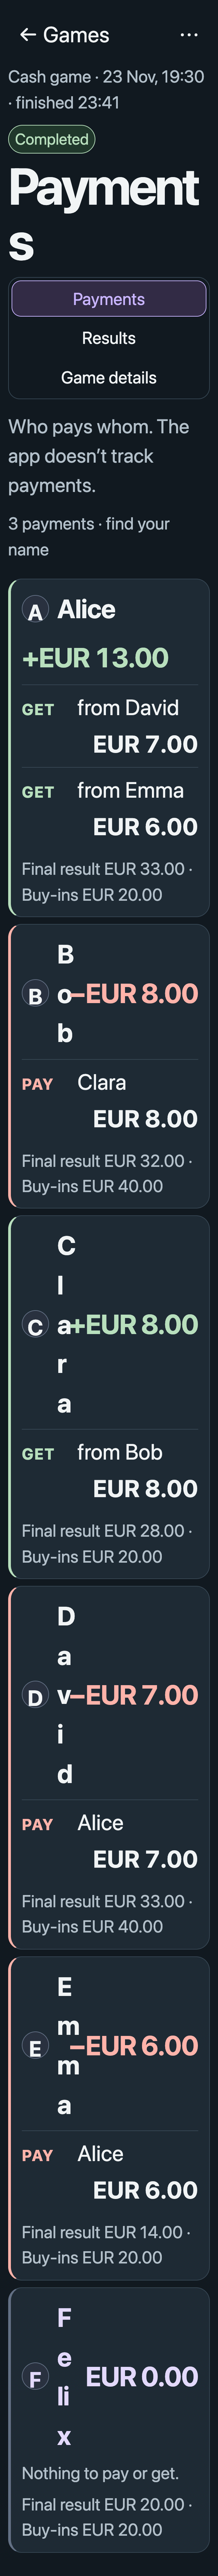 ← Games ...
Cash game · 23 Nov, 19:30
· finished 23:41
Completed
Payment
s
Payments
Results
Game details
Who pays whom. The
app doesn’t track
payments.
3 payments · find your
name
A Alice
+EUR 13.00
GET from David
EUR 7.00
GET from Emma
EUR 6.00
Final result EUR 33.00 ·
Buy-ins EUR 20.00
B
B o −EUR 8.00
b
PAY Clara
EUR 8.00
Final result EUR 32.00 ·
Buy-ins EUR 40.00
C
l
C a +EUR 8.00
r
a
GET from Bob
EUR 8.00
Final result EUR 28.00 ·
Buy-ins EUR 20.00
D
a
D v −EUR 7.00
i
d
PAY Alice
EUR 7.00
Final result EUR 33.00 ·
Buy-ins EUR 40.00
E
m
E −EUR 6.00
m
a
PAY Alice
EUR 6.00
Final result EUR 14.00 ·
Buy-ins EUR 20.00
F
e
F EUR 0.00
li
x
Nothing to pay or get.
Final result EUR 20.00 ·
Buy-ins EUR 20.00